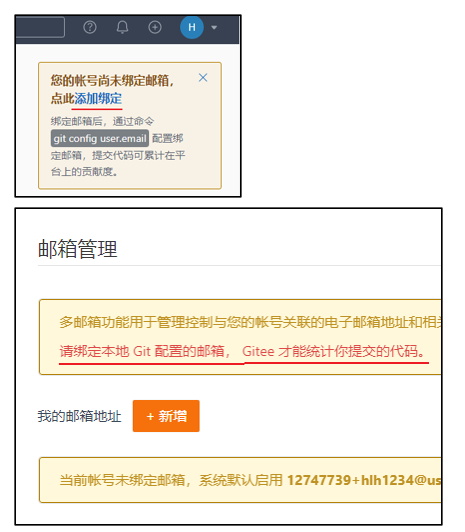 H
您的帐号尚未绑定邮箱，
点此添加绑定
绑定邮箱后，通过命令
git config user.email 配置绑
定邮箱，提交代码可累计在平
台上的贡献度。
邮箱管理
多邮箱功能用于管理控制与您的帐号关联的电子邮箱地址和相
请绑定本地 Git 配置的邮箱， Gitee 才能统计你提交的代码。
我的邮箱地址 + 新增
当前帐号未绑定邮箱，系统默认启用 12747739+hlh1234@us